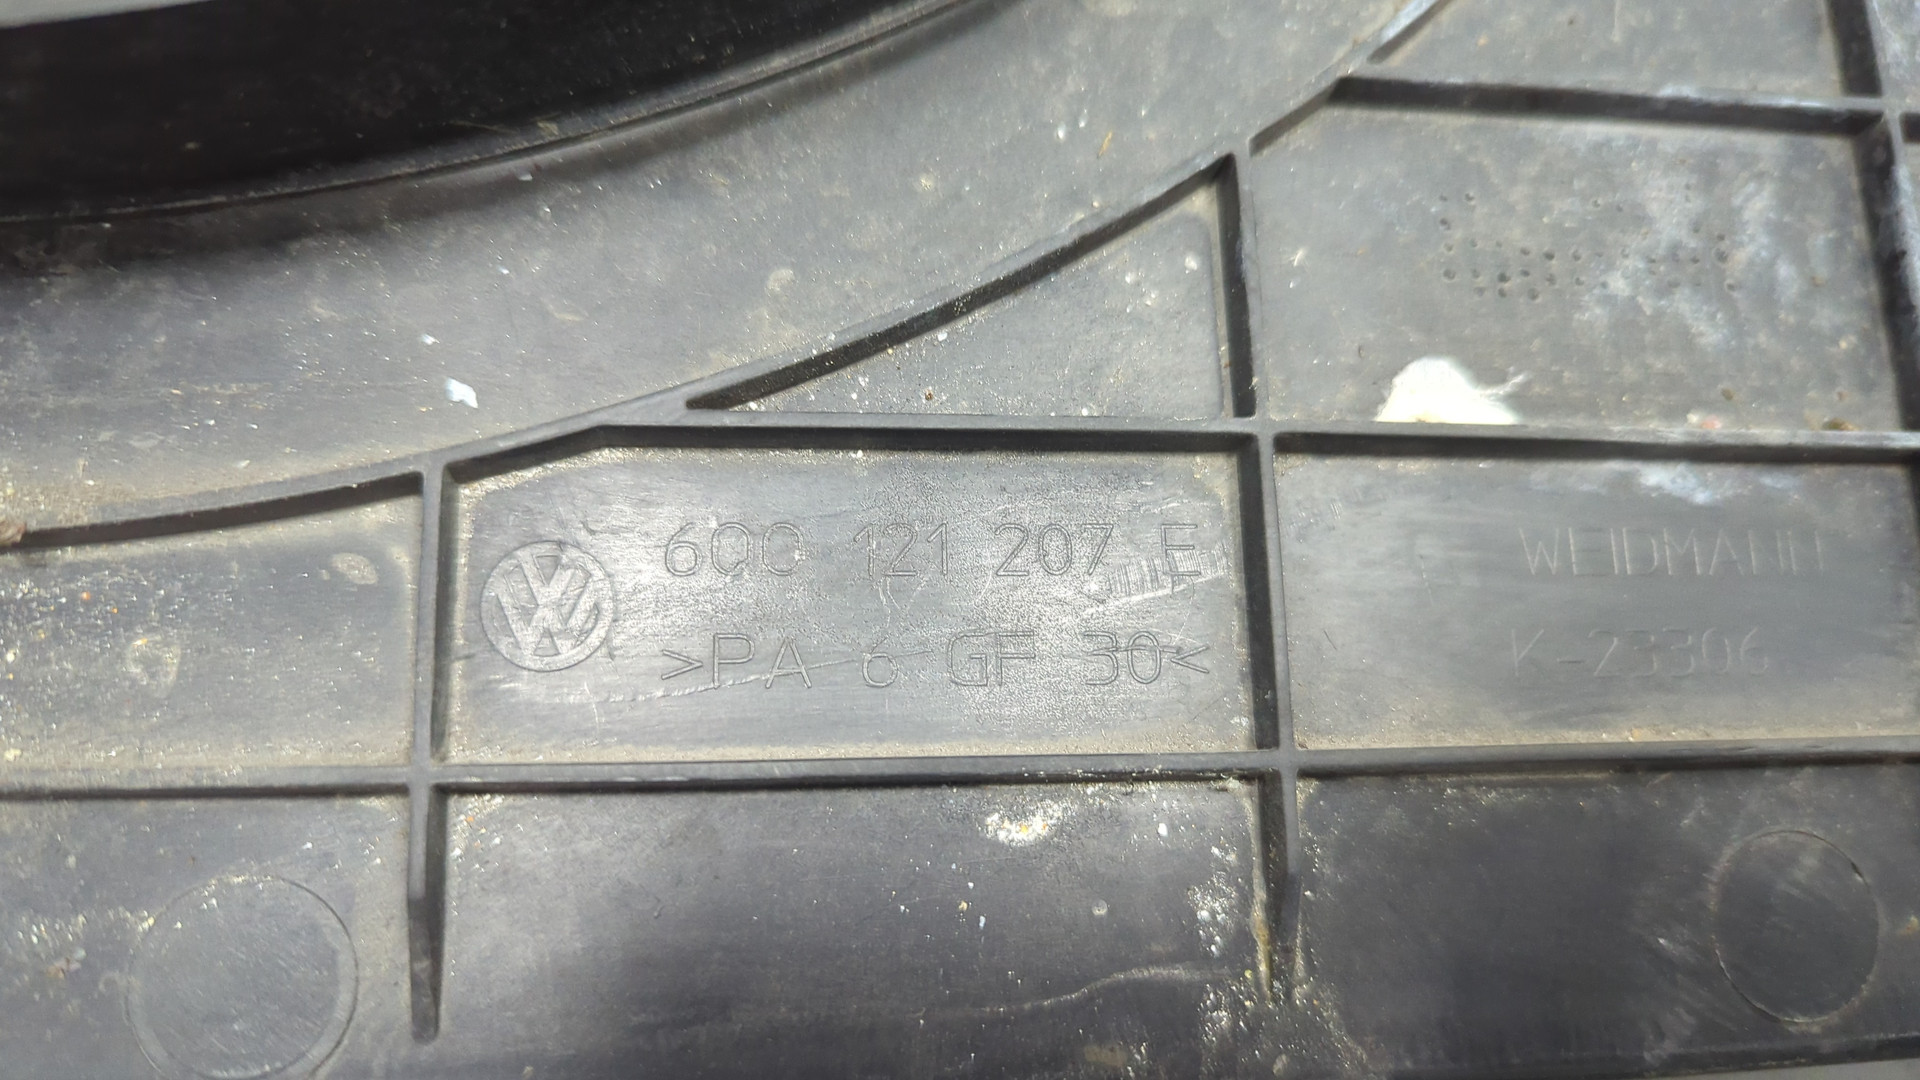 6Q0 121 207 E
>PA 6 GF 30<
WEIDMANN
K-23306